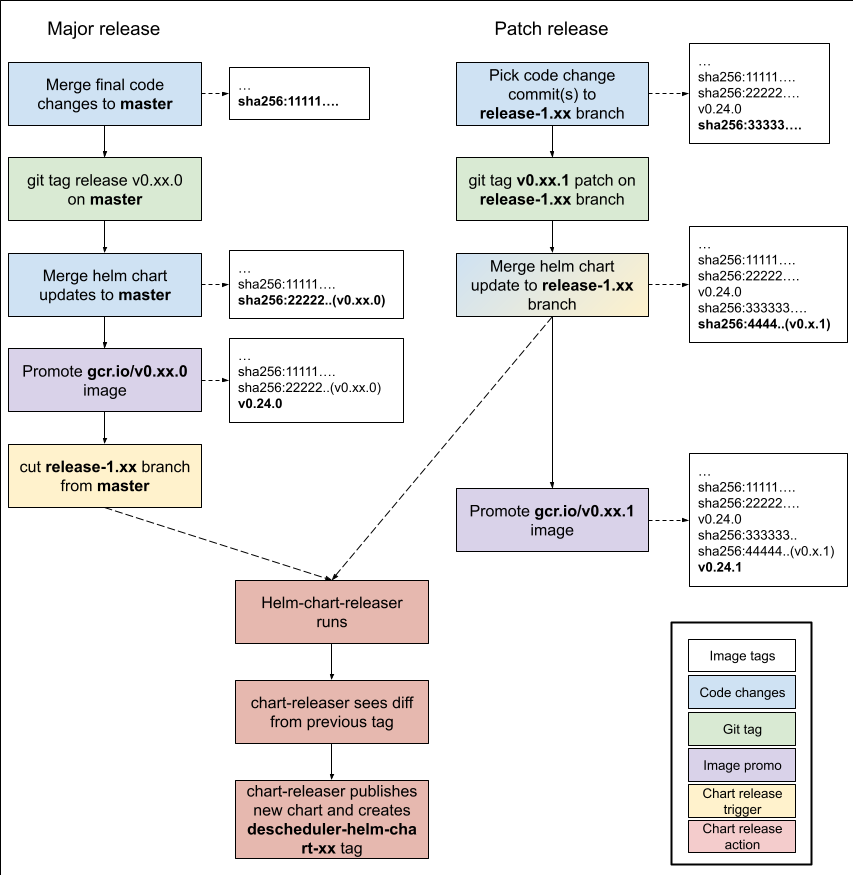 Major release
Merge final code
changes to master
…
sha256:11111….
git tag release v0.xx.0
on master
Merge helm chart
updates to master
…
sha256:11111….
sha256:22222..(v0.xx.0)
Promote gcr.io/v0.xx.0
image
…
sha256:11111….
sha256:22222..(v0.xx.0)
v0.24.0
cut release-1.xx branch
from master
Patch release
Pick code change
commit(s) to
release-1.xx branch
…
sha256:11111….
sha256:22222….
v0.24.0
sha256:33333….
git tag v0.xx.1 patch on
release-1.xx branch
Merge helm chart
update to release-1.xx
branch
…
sha256:11111….
sha256:22222….
v0.24.0
sha256:333333….
sha256:4444..(v0.x.1)
Promote gcr.io/v0.xx.1
image
…
sha256:11111….
sha256:22222….
v0.24.0
sha256:333333..
sha256:44444..(v0.x.1)
v0.24.1
Helm-chart-releaser
runs
chart-releaser sees diff
from previous tag
chart-releaser publishes
new chart and creates
descheduler-helm-cha
rt-xx tag
Image tags
Code changes
Git tag
Image promo
Chart release
trigger
Chart release
action